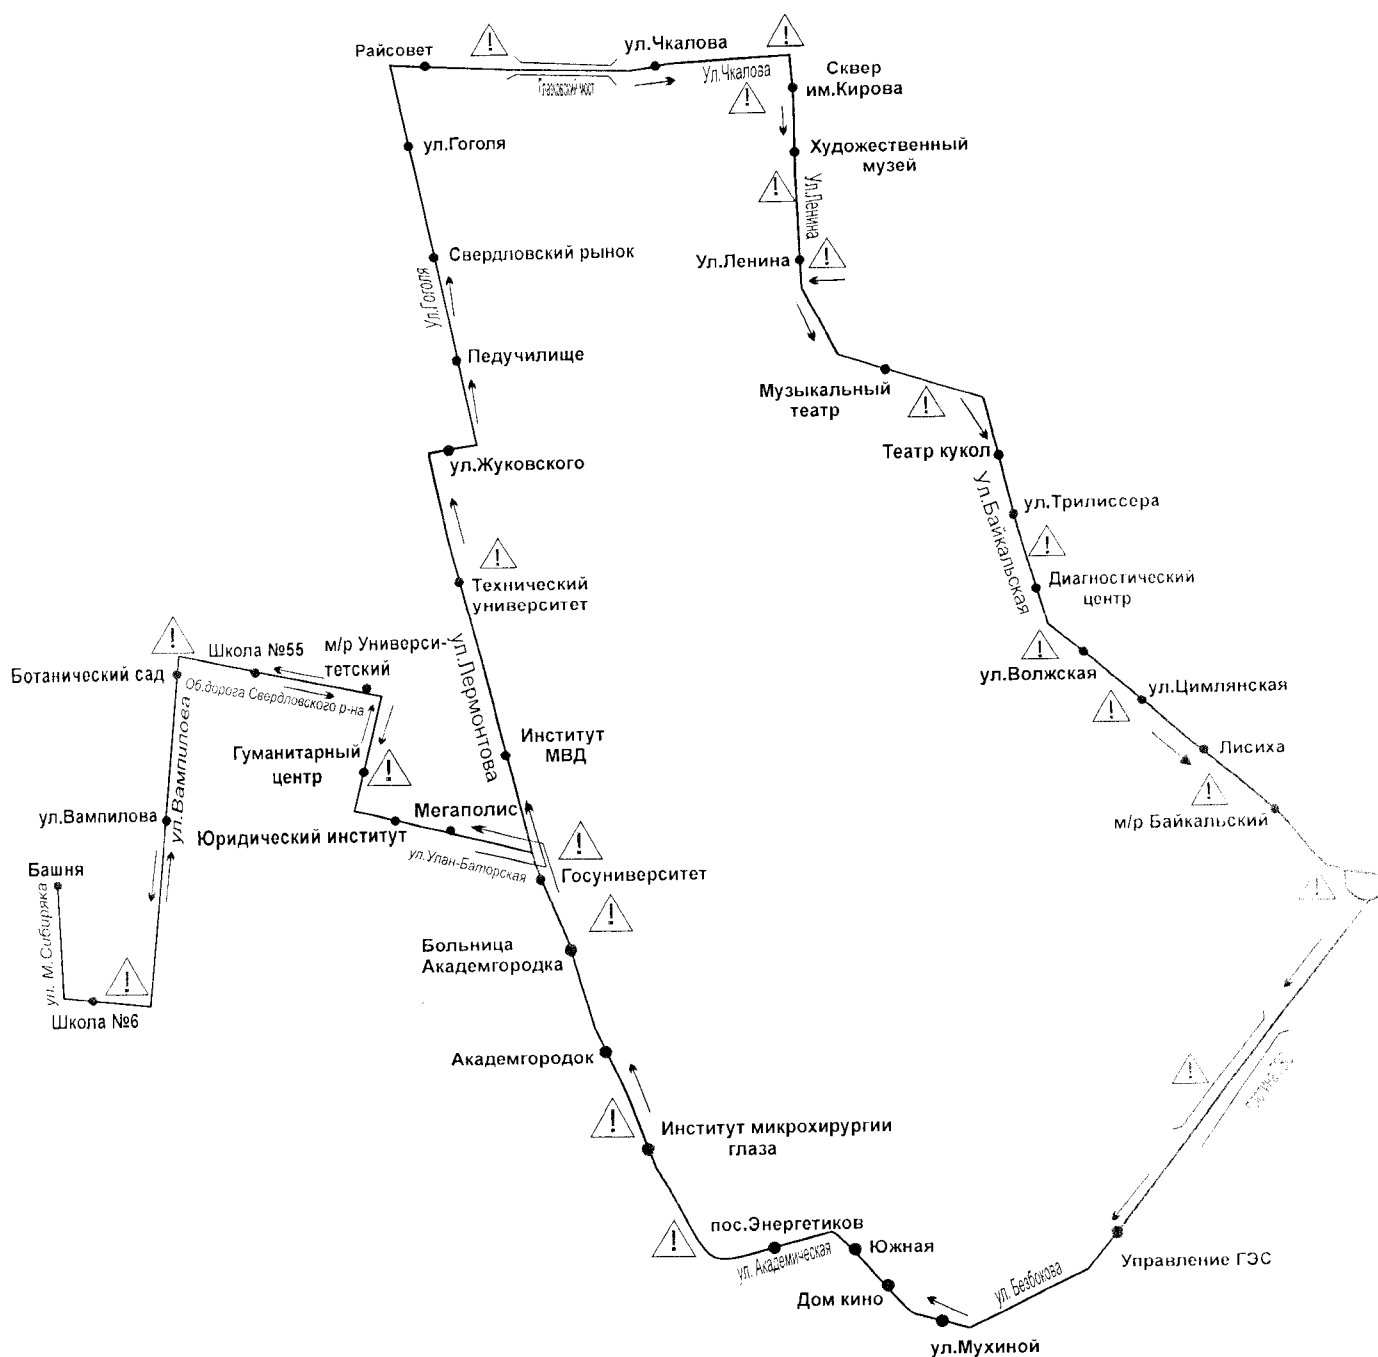 Райсовет
ул.Чкалова
Ул.Чкалова
Сквер
им.Кирова
ул.Гоголя
Художественный
музей
Ул.Ленина
Свердловский рынок
Ул.Ленина
Ул.Гоголя
Педучилище
Музыкальный
театр
ул.Жуковского
Театр кукол
Ул.Байкальская
ул.Трилиссера
Технический
университет
Диагностический
центр
ул.Лермонтова
Школа №55
м/р Универси-
тетский
Ботанический сад
Об.дорога Свердловского р-на
ул.Волжская
ул.Цимлянская
Гуманитарный
центр
Институт
МВД
Лисиха
ул.Вампилова
ул.Вампилова
Мегаполис
Юридический институт
м/р Байкальский
ул.Улан-Баторская
Башня
Госуниверситет
ул. М.Сибиряка
Больница
Академгородка
Школа №6
Академгородок
Институт микрохирургии
глаза
пос.Энергетиков
ул. Академическая
Южная
Управление ГЭС
ул. Безбокова
Дом кино
ул.Мухиной